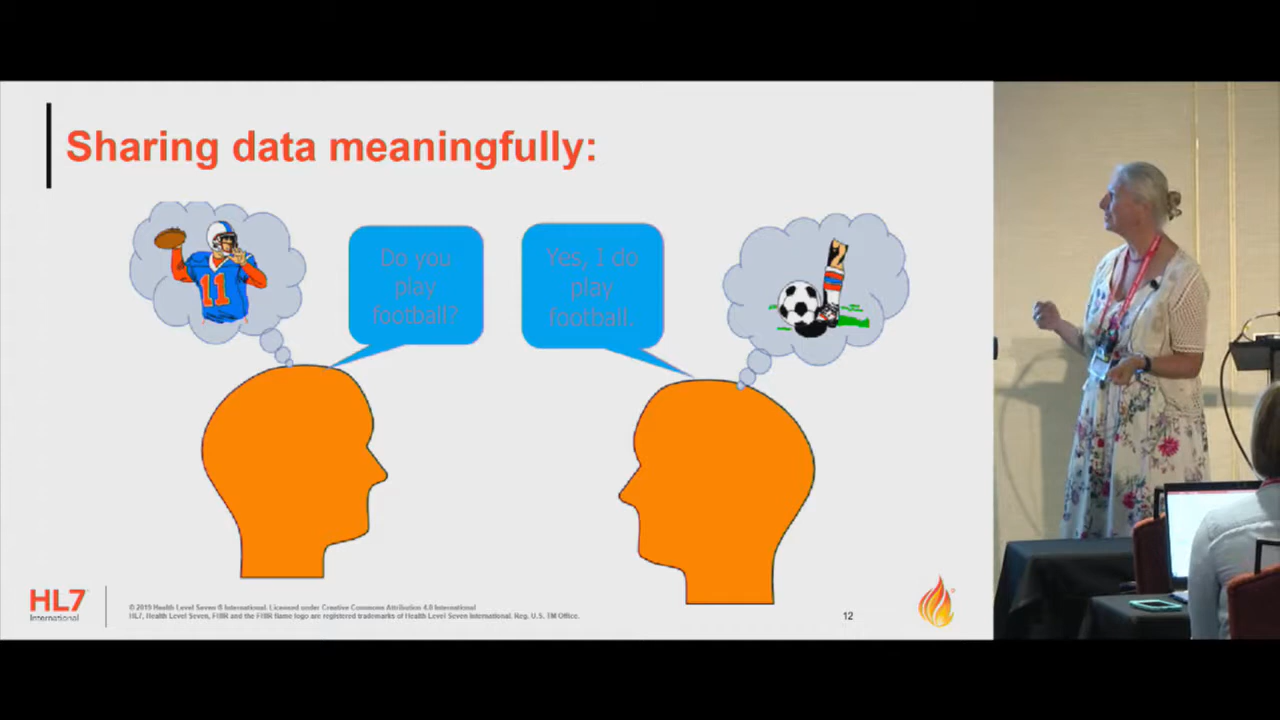 Sharing data meaningfully:
11
Do you
play
football?
Yes, I do
play
football.
HL7
International
© 2019 Health Level Seven ® International. Licensed under Creative Commons Attribution 4.0 International
HL7, Health Level Seven, FHIR and the FHIR flame logo are registered trademarks of Health Level Seven International. Reg. U.S. TM Office.
12
®